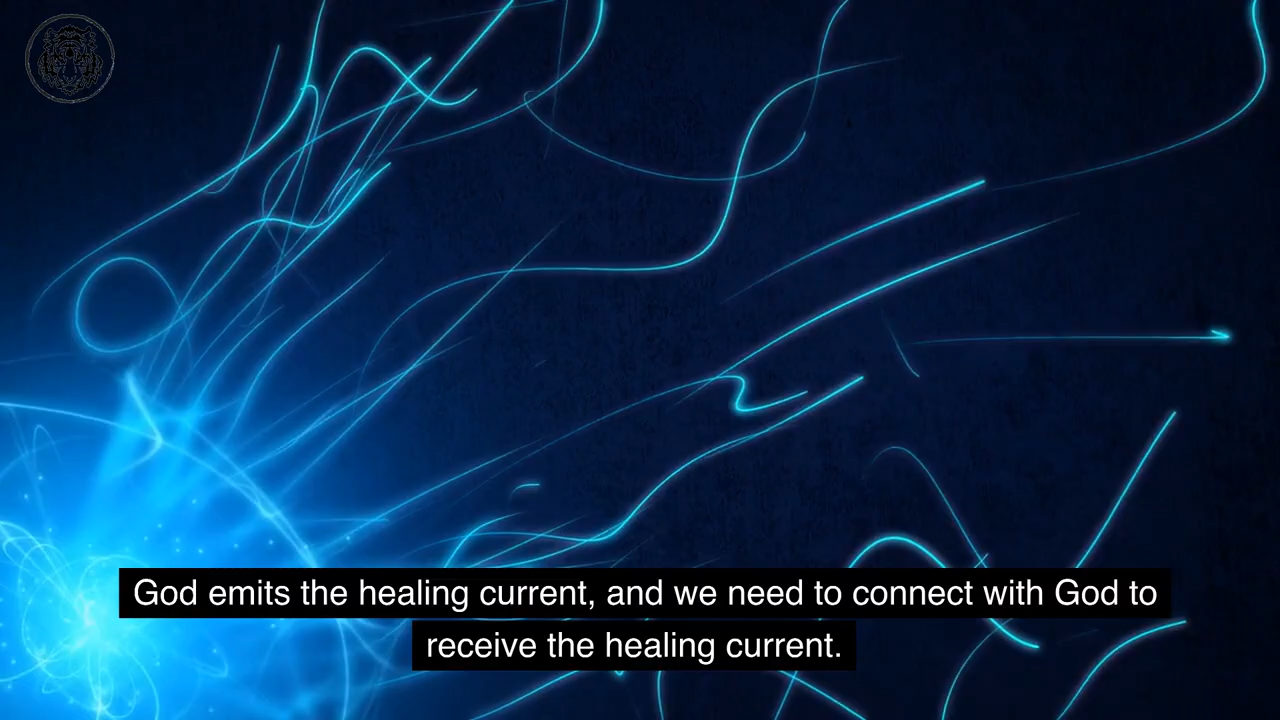 God emits the healing current, and we need to connect with God to
receive the healing current.